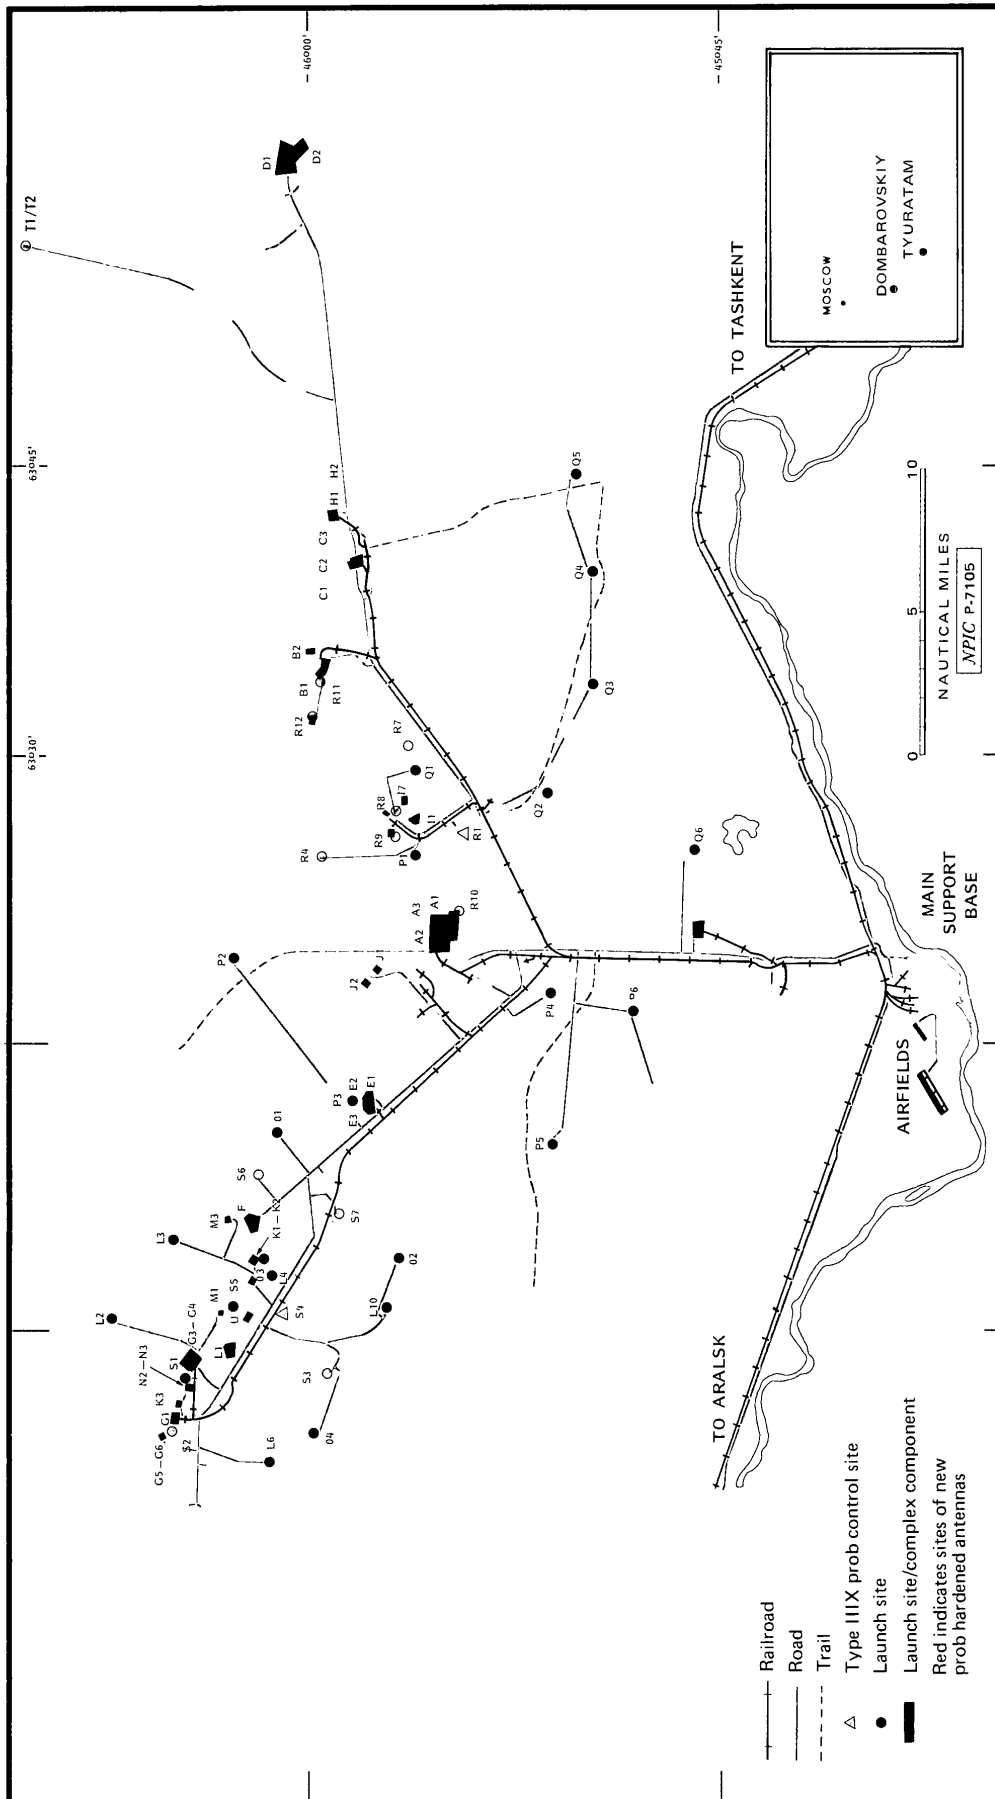 63°45'
63°30'
46°00'
45°45'
T1/T2
D1
D2
H1 H2
C1 C2 C3
B2
B1
R11
R12
R7
Q1
I7
R8
I1
R9
R1
R4
P1
Q5
Q4
Q3
Q2
Q6
A3
A2 A1
R10
P2
J1
J2
P4
P5
P3
E2
E3 E1
O1
S6
F
K1-K2
S7
M3
L3
O3
L4
S5
M1
U
S4
L2
G3-G4
L1
S1
N2-N3
K3
G1
G5-G6
S2
L6
O2
L10
S3
O4
TO TASHKENT
TO ARALSK
MAIN
SUPPORT
BASE
AIRFIELDS
MOSCOW
DOMBAROVSKIY
TYURATAM
0 5 10
NAUTICAL MILES
NPIC P-7105
Railroad
Road
Trail
Type IIIX prob control site
Launch site
Launch site/complex component
Red indicates sites of new
prob hardened antennas